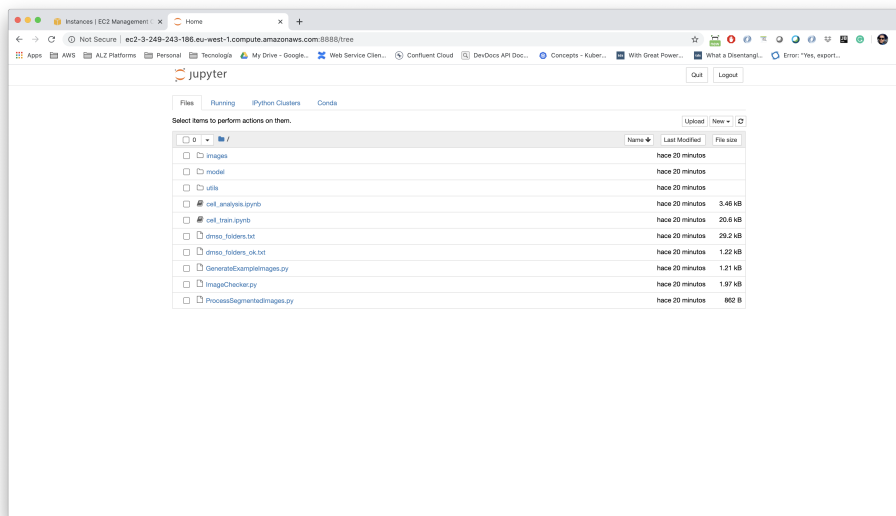 Instances | EC2 Management C
Home
Not Secure | ec2-3-249-243-186.eu-west-1.compute.amazonaws.com:8888/tree
Apps AWS ALZ Platforms Personal Tecnología My Drive - Google... Web Service Clien... Confluent Cloud DevDocs API Doc... Concepts - Kuber... With Great Power... What a Disentangl... Error: "Yes, export...
jupyter
Quit Logout
Files Running IPython Clusters Conda
Select items to perform actions on them.
Upload New
0 / Name Last Modified File size
images hace 20 minutos
model hace 20 minutos
utils hace 20 minutos
cell_analysis.ipynb hace 20 minutos 3.46 kB
cell_train.ipynb hace 20 minutos 20.6 kB
dmso_folders.txt hace 20 minutos 29.2 kB
dmso_folders_ok.txt hace 20 minutos 1.22 kB
GenerateExampleImages.py hace 20 minutos 1.21 kB
ImageChecker.py hace 20 minutos 1.97 kB
ProcessSegmentedImages.py hace 20 minutos 862 B